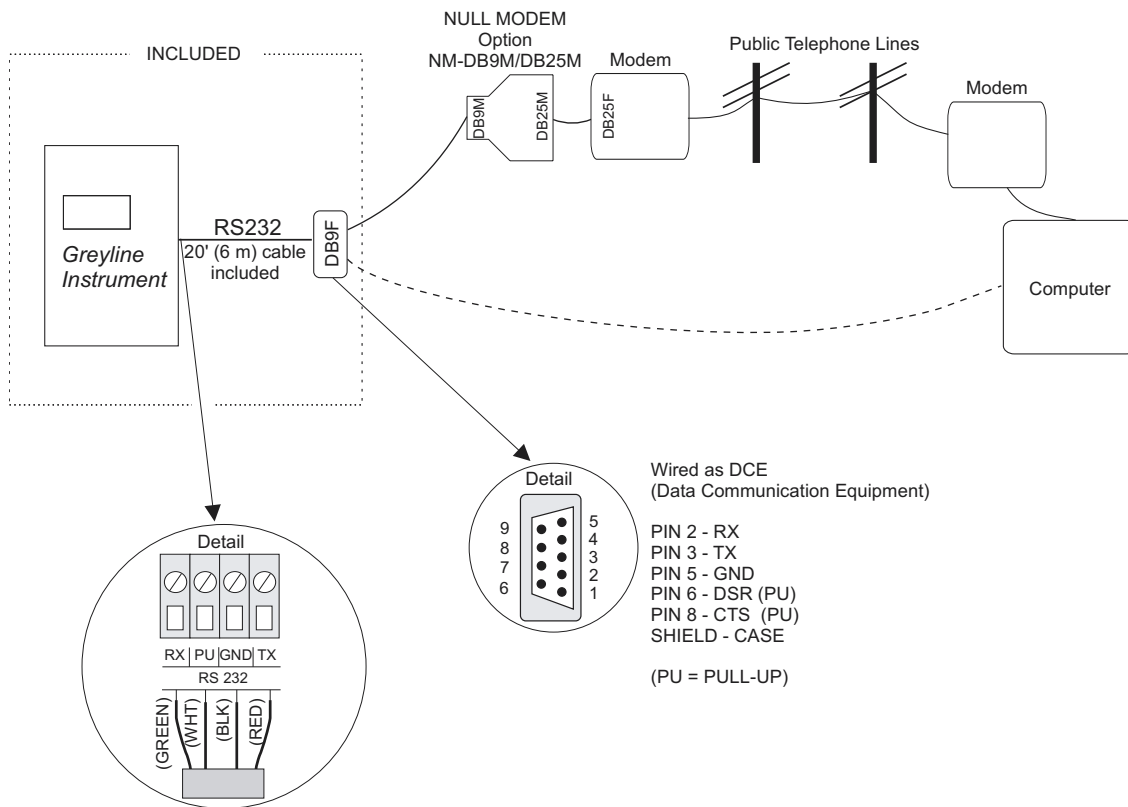 NULL MODEM
Option
NM-DB9M/DB25M
INCLUDED
Modem
Public Telephone Lines
Modem
DB9M
DB25M
DB25F
Greyline
Instrument
RS232
20' (6 m) cable
included
DB9F
Computer
Detail
RX PU GND TX
RS 232
(GREEN)
(WHT)
(BLK)
(RED)
Detail
9
8
7
6
5
4
3
2
1
Wired as DCE
(Data Communication Equipment)
PIN 2 - RX
PIN 3 - TX
PIN 5 - GND
PIN 6 - DSR (PU)
PIN 8 - CTS (PU)
SHIELD - CASE
(PU = PULL-UP)